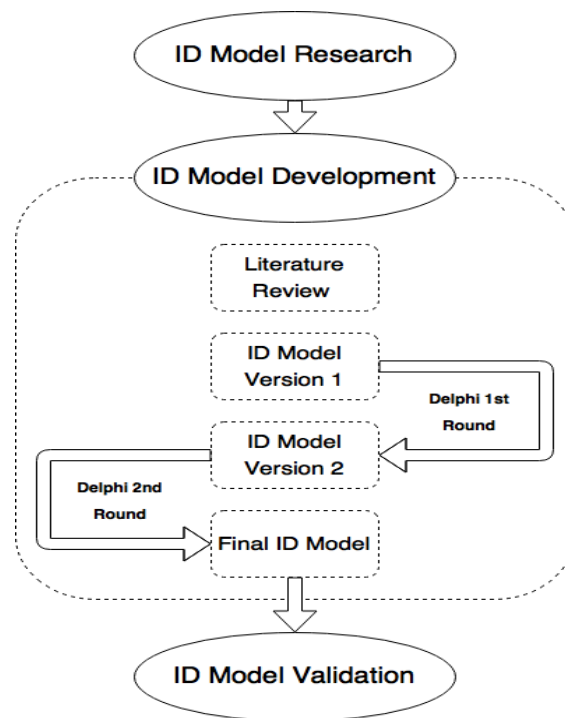 ID Model Research
ID Model Development
Literature
Review
ID Model
Version 1
Delphi 1st
Round
ID Model
Version 2
Delphi 2nd
Round
Final ID Model
ID Model Validation